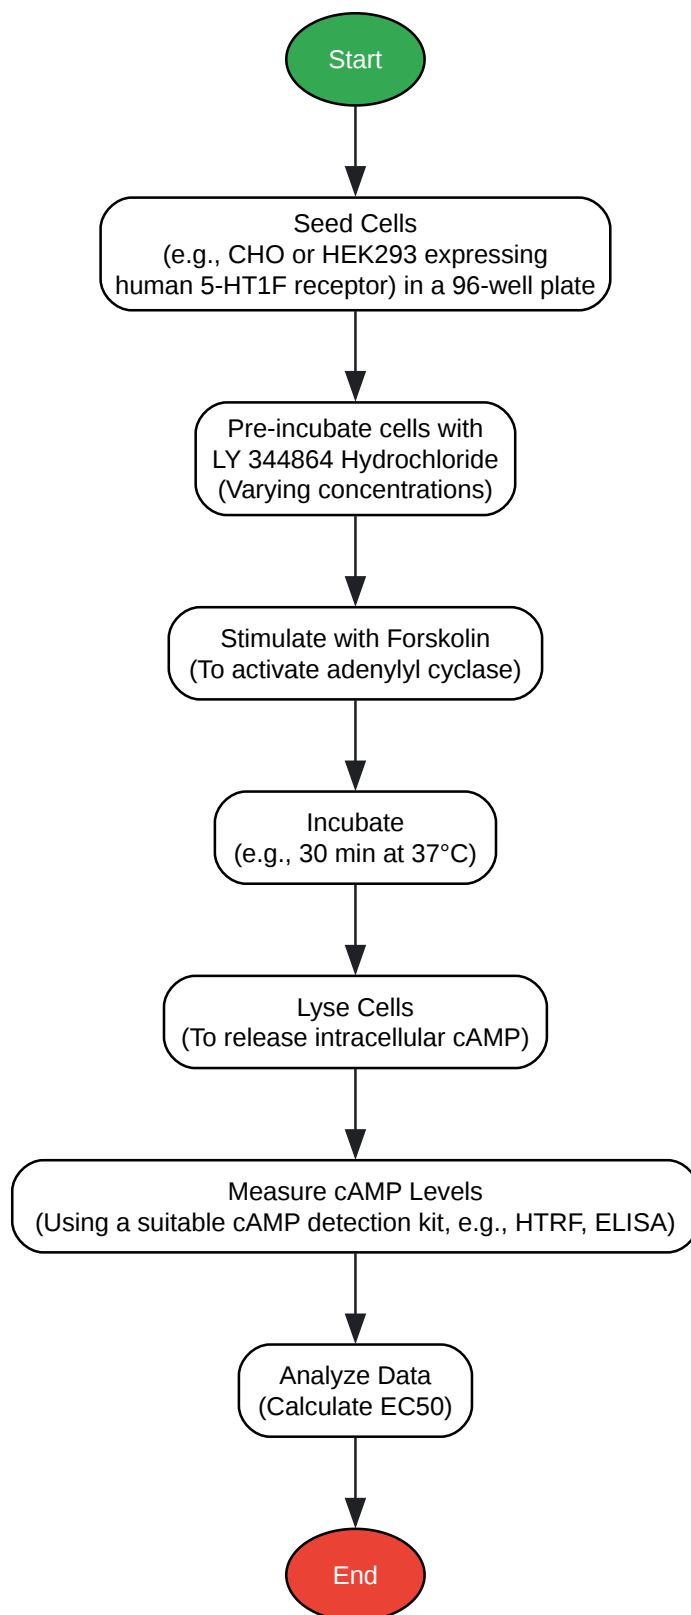 Start
Seed Cells
(e.g., CHO or HEK293 expressing
human 5-HT1F receptor) in a 96-well plate
Pre-incubate cells with
LY 344864 Hydrochloride
(Varying concentrations)
Stimulate with Forskolin
(To activate adenylyl cyclase)
Incubate
(e.g., 30 min at 37°C)
Lyse Cells
(To release intracellular cAMP)
Measure cAMP Levels
(Using a suitable cAMP detection kit, e.g., HTRF, ELISA)
Analyze Data
(Calculate EC50)
End